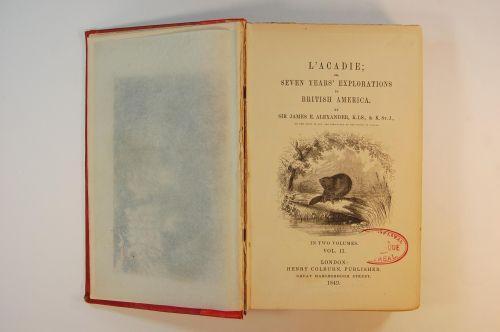 L'ACADIE;
OR,
SEVEN YEARS' EXPLORATIONS
IN
BRITISH AMERICA.
BY
SIR JAMES E. ALEXANDER, K.L.S., & K.St.J.,
IN TWO VOLUMES.
VOL. II.
LONDON:
HENRY COLBURN, PUBLISHER,
GREAT MARLBOROUGH STREET.
1849.